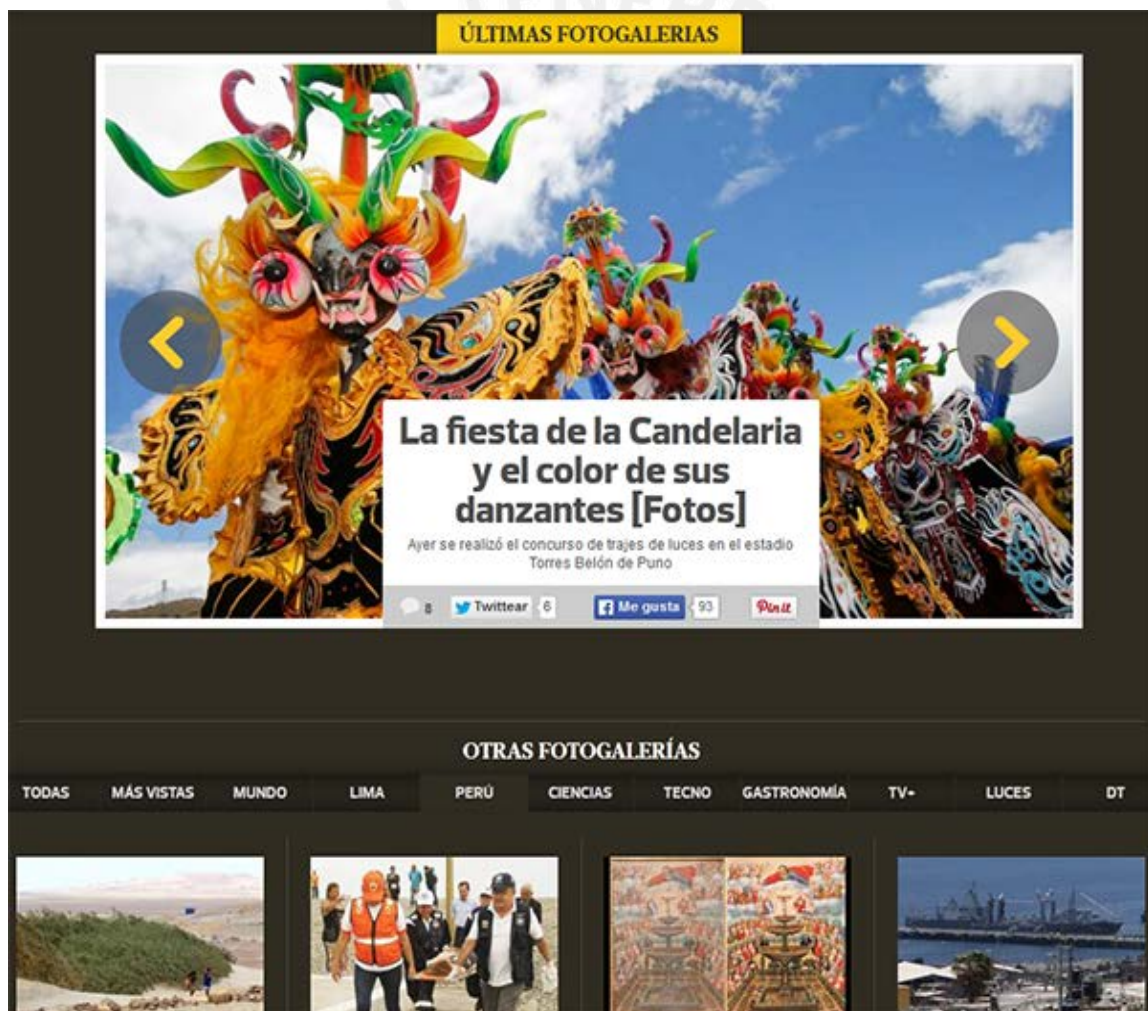 ÚLTIMAS FOTOGALERIAS
La fiesta de la Candelaria
y el color de sus
danzantes [Fotos]
Ayer se realizó el concurso de trajes de luces en el estadio
Torres Belón de Puno
8 Twittear 6 Me gusta 93 Pin it
OTRAS FOTOGALERÍAS
TODAS MÁS VISTAS MUNDO LIMA PERÚ CIENCIAS TECNO GASTRONOMÍA TV+ LUCES DT